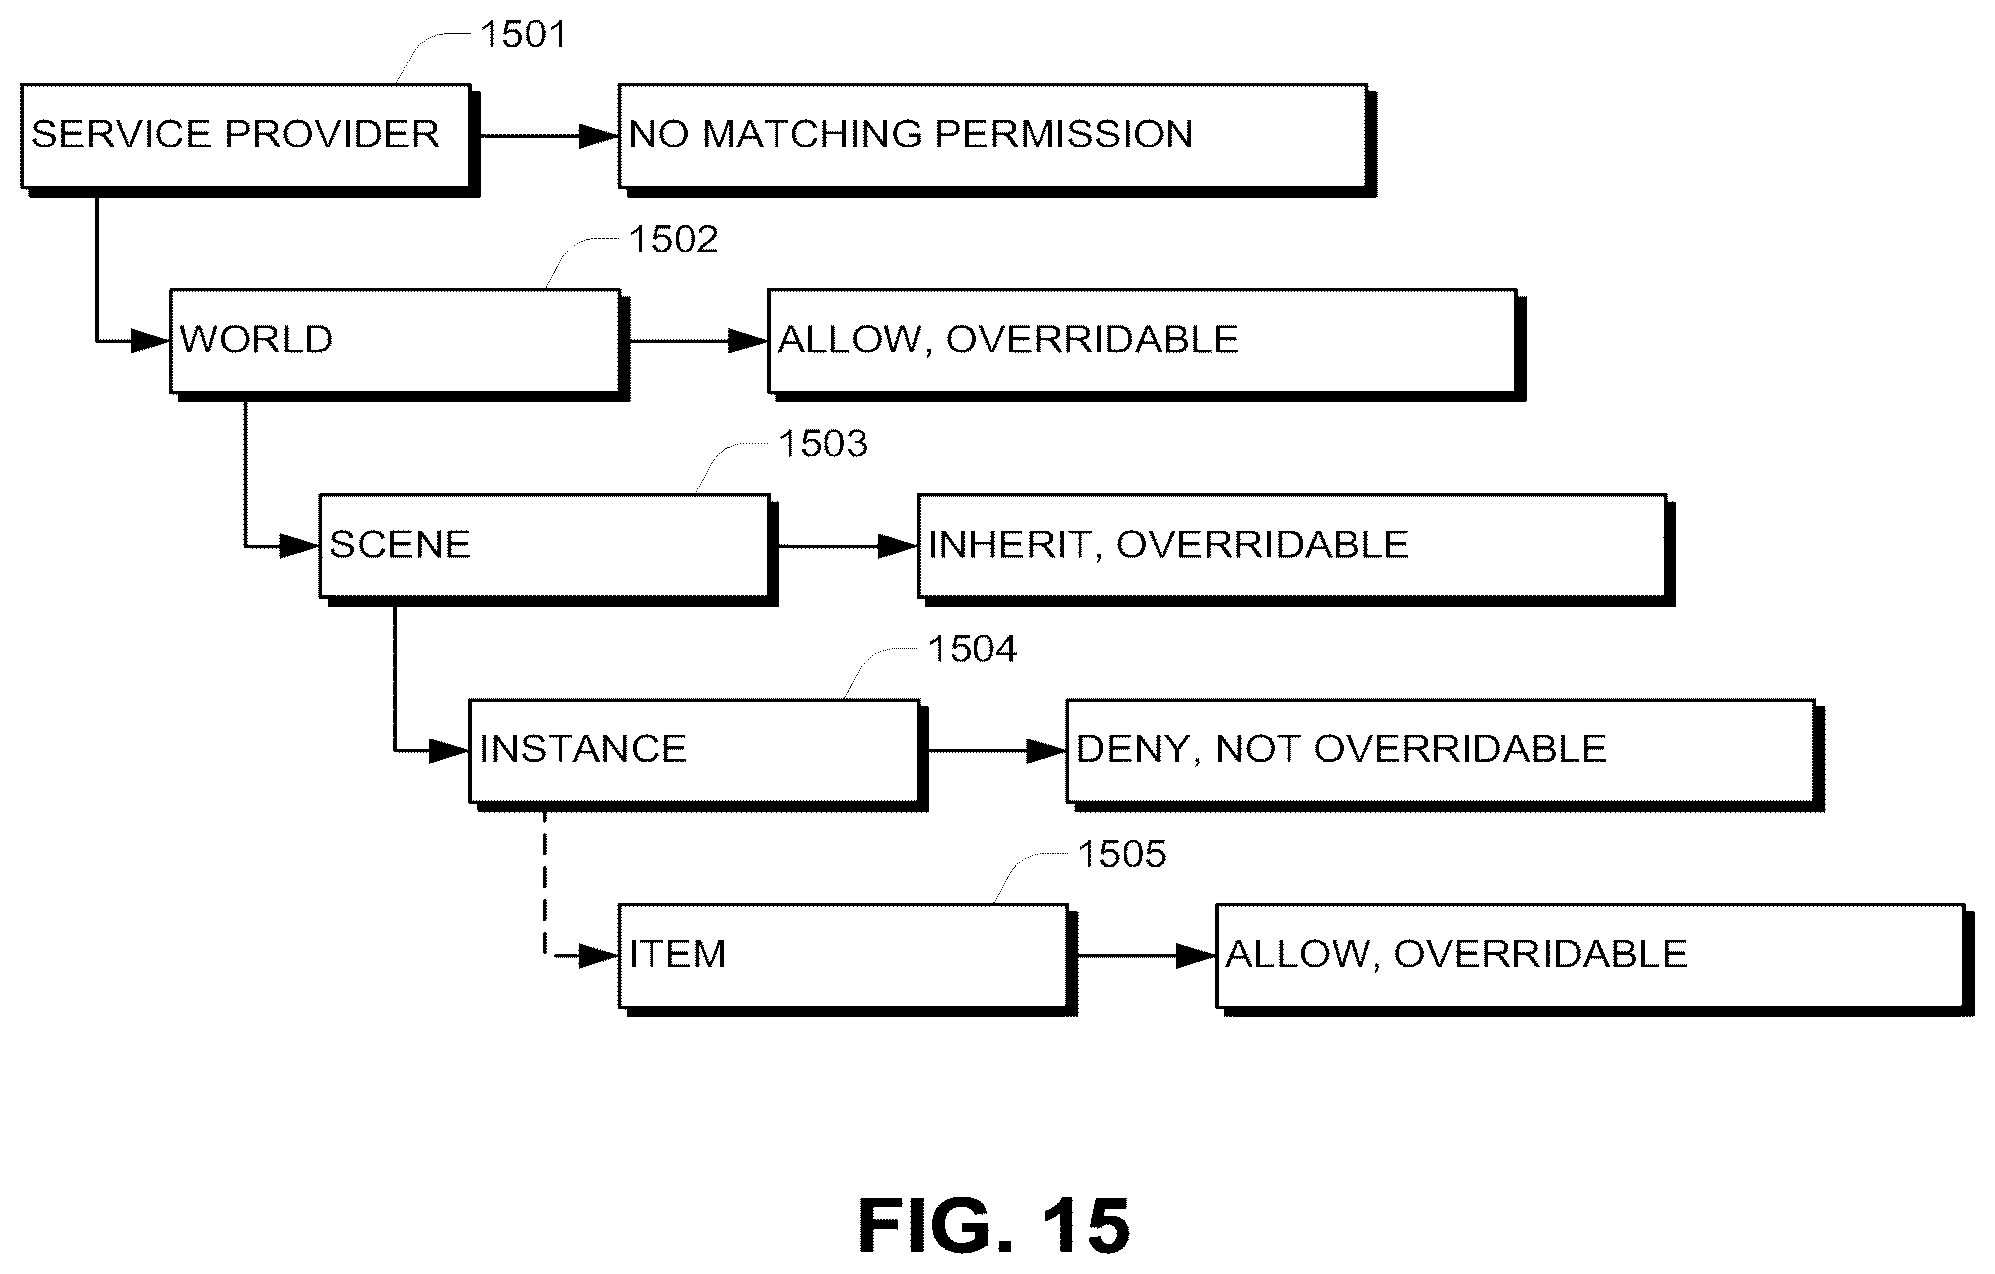 1501
SERVICE PROVIDER
NO MATCHING PERMISSION
1502
WORLD
ALLOW, OVERRIDABLE
1503
SCENE
INHERIT, OVERRIDABLE
1504
INSTANCE
DENY, NOT OVERRIDABLE
1505
ITEM
ALLOW, OVERRIDABLE
FIG. 15